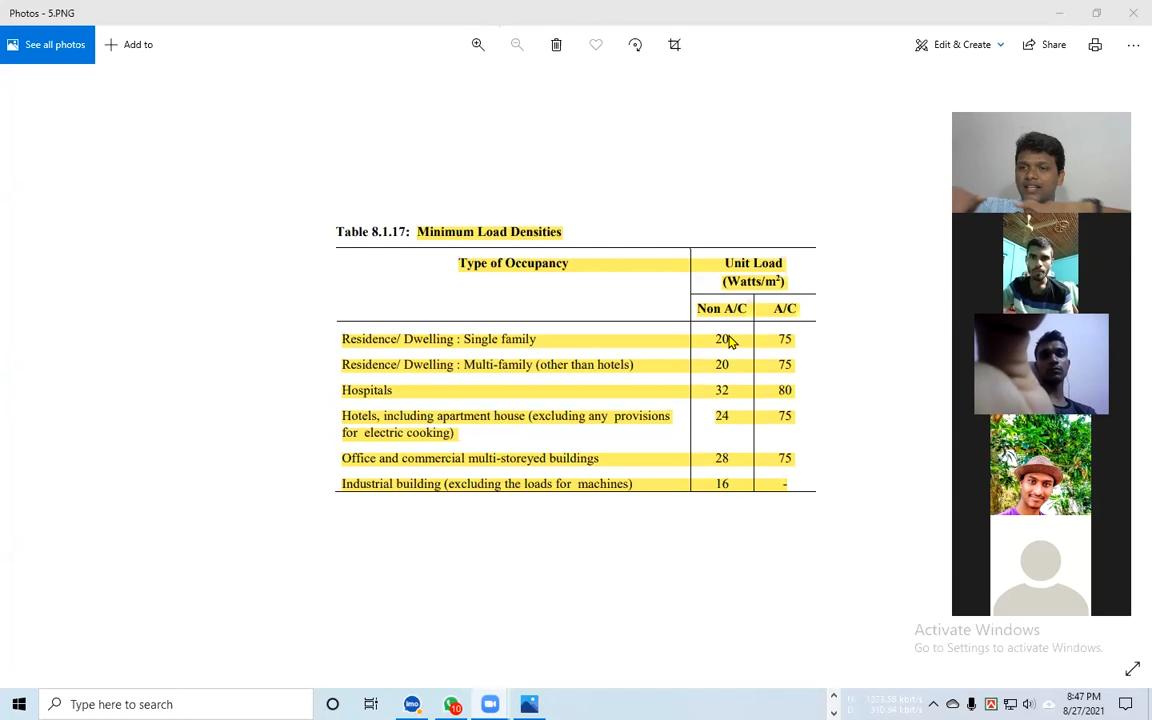 Photos - 5.PNG
See all photos
Add to
Edit & Create
Share
Table 8.1.17: Minimum Load Densities
Type of Occupancy
Unit Load
(Watts/m²)
Non A/C A/C
Residence/ Dwelling : Single family 20 75
Residence/ Dwelling : Multi-family (other than hotels) 20 75
Hospitals 32 80
Hotels, including apartment house (excluding any provisions 24 75
for electric cooking)
Office and commercial multi-storeyed buildings 28 75
Industrial building (excluding the loads for machines) 16 -
Activate Windows
Go to Settings to activate Windows.
Type here to search
imo
10
8:47 PM
8/27/2021